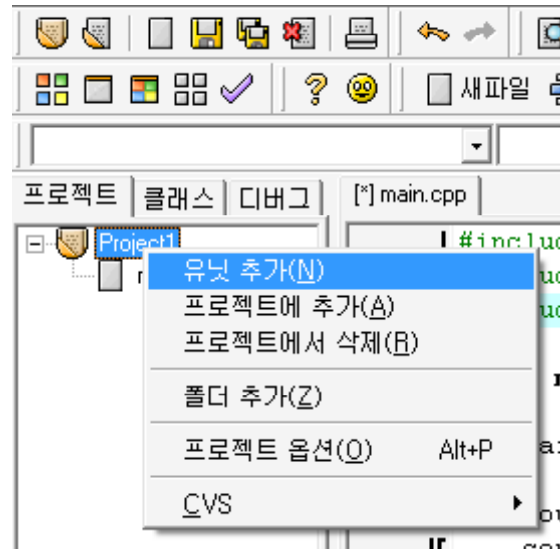 새파일
프로젝트 클래스 디버그 [*] main.cpp
Project1
유닛 추가(N)
프로젝트에 추가(A)
프로젝트에서 삭제(R)
폴더 추가(Z)
프로젝트 옵션(O) Alt+P
CVS